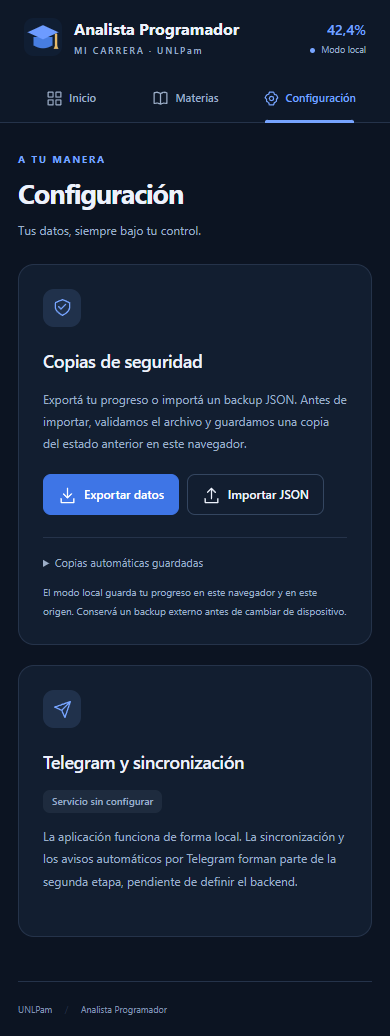 Analista Programador
MI CARRERA · UNLPam
42,4%
Modo local
Inicio
Materias
Configuración
A TU MANERA
Configuración
Tus datos, siempre bajo tu control.
Copias de seguridad
Exportá tu progreso o importá un backup JSON. Antes de
importar, validamos el archivo y guardamos una copia
del estado anterior en este navegador.
Exportar datos
Importar JSON
Copias automáticas guardadas
El modo local guarda tu progreso en este navegador y en este
origen. Conservá un backup externo antes de cambiar de dispositivo.
Telegram y sincronización
Servicio sin configurar
La aplicación funciona de forma local. La sincronización y
los avisos automáticos por Telegram forman parte de la
segunda etapa, pendiente de definir el backend.
UNLPam / Analista Programador